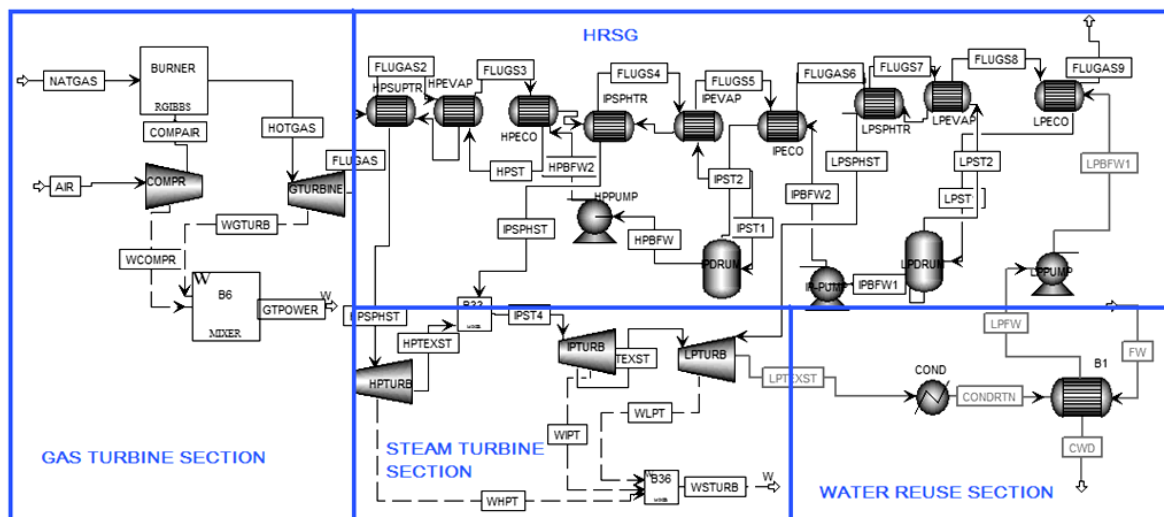 HRSG
NATGAS
BURNER
RGIBBS
COMPAIR
HOTGAS
FLUGAS
AIR
COMPR
GTURBINE
WGTURB
WCOMPR
W
B6
MIXER
GTPOWER
W
GAS TURBINE SECTION
FLUGAS2
HPSUPTR
HPEVAP
FLUGS3
HPECO
FLUGS4
IPSPHTR
IPEVAP
FLUGS5
IPECO
FLUGAS6
LPSPHTR
FLUGS7
LPEVAP
FLUGS8
LPECO
FLUGAS9
HPST
HPBFW2
IPST2
IPBFW2
LPSPHST
LPST2
LPBFW1
IPSPHST
HPPUMP
HPBFW
IPST1
PDRUM
LPST
LPDRUM
IPBFW1
IP-PUMP
LPPUMP
IPST4
PSPHST
HPTEXST
HPTURB
IPTURB
TEXST
LPTURB
LPTEXST
WLPT
WIPT
WHPT
B36
WSTURB
W
STEAM TURBINE
SECTION
LPFW
FW
B1
COND
CONDRTN
CWD
WATER REUSE SECTION